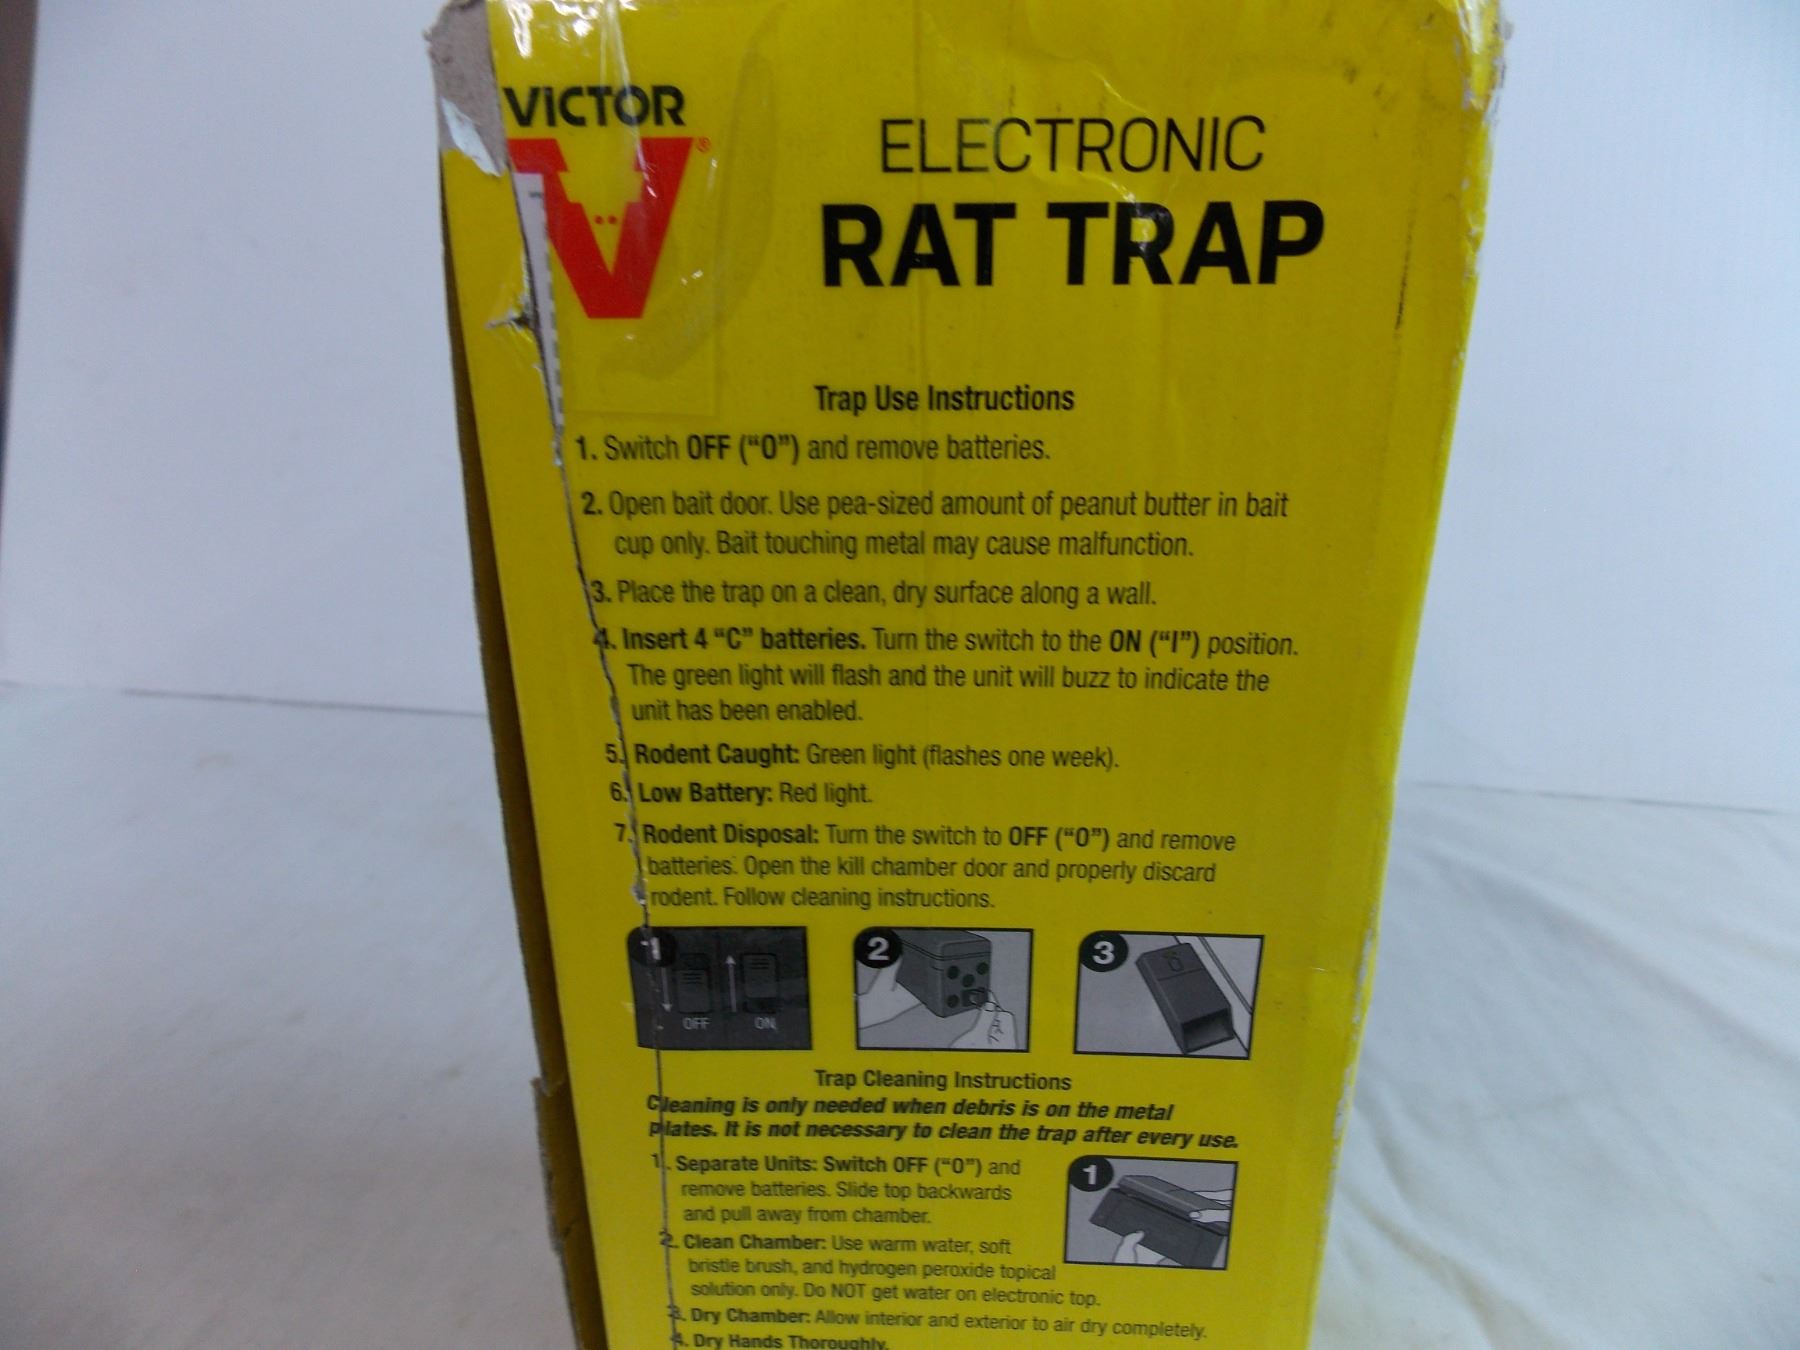 VICTOR
®
ELECTRONIC
RAT TRAP
Trap Use Instructions
1. Switch OFF (“O”) and remove batteries.
2. Open bait door. Use pea-sized amount of peanut butter in bait
cup only. Bait touching metal may cause malfunction.
3. Place the trap on a clean, dry surface along a wall.
4. Insert 4 “C” batteries. Turn the switch to the ON (“I”) position.
The green light will flash and the unit will buzz to indicate the
unit has been enabled.
5. Rodent Caught: Green light (flashes one week).
6. Low Battery: Red light.
7. Rodent Disposal: Turn the switch to OFF (“O”) and remove
batteries. Open the kill chamber door and properly discard
rodent. Follow cleaning instructions.
1
OFF
ON
2
3
Trap Cleaning Instructions
Cleaning is only needed when debris is on the metal
plates. It is not necessary to clean the trap after every use.
1. Separate Units: Switch OFF (“O”) and
remove batteries. Slide top backwards
and pull away from chamber.
1
2. Clean Chamber: Use warm water, soft
bristle brush, and hydrogen peroxide topical
solution only. Do NOT get water on electronic top.
3. Dry Chamber: Allow interior and exterior to air dry completely.
4. Dry Hands Thoroughly.